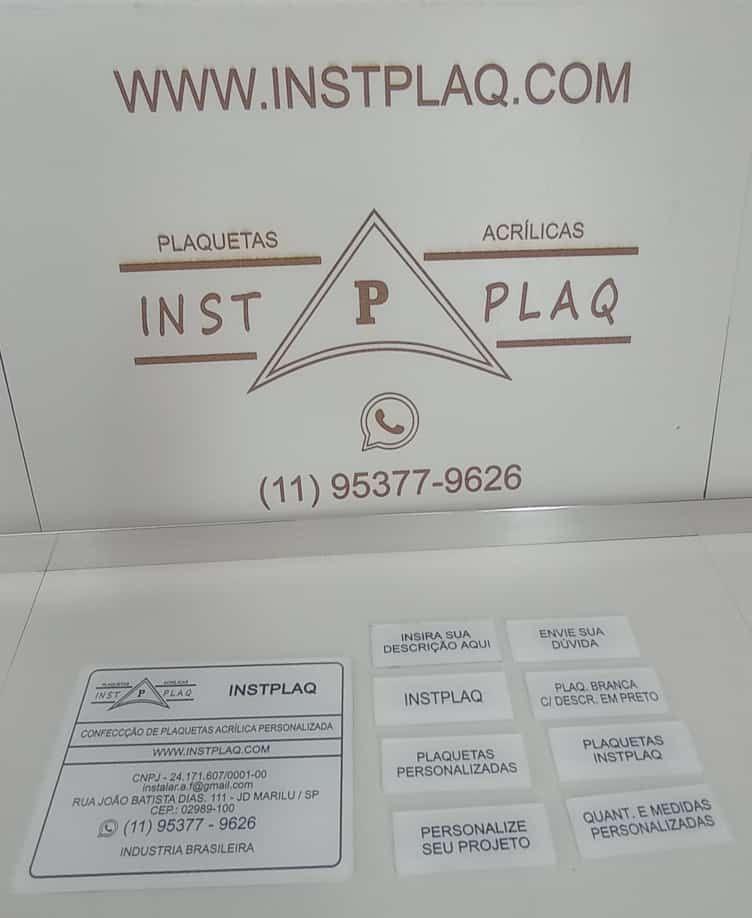 WWW.INSTPLAQ.COM
PLAQUETAS ACRÍLICAS
INST P PLAQ
(11) 95377-9626
PLAQUETAS ACRÍLICAS
INST P PLAQ
INSTPLAQ
CONFECCÇÃO DE PLAQUETAS ACRÍLICA PERSONALIZADA
WWW.INSTPLAQ.COM
CNPJ - 24.171.607/0001-00
instalar.a.f@gmail.com
RUA JOÃO BATISTA DIAS. 111 - JD MARILU / SP
CEP.: 02989-100
(11) 95377 - 9626
INDUSTRIA BRASILEIRA
INSIRA SUA
DESCRIÇÃO AQUI
ENVIE SUA
DÚVIDA
INSTPLAQ
PLAQ. BRANCA
C/ DESCR. EM PRETO
PLAQUETAS
PERSONALIZADAS
PLAQUETAS
INSTPLAQ
PERSONALIZE
SEU PROJETO
QUANT. E MEDIDAS
PERSONALIZADAS